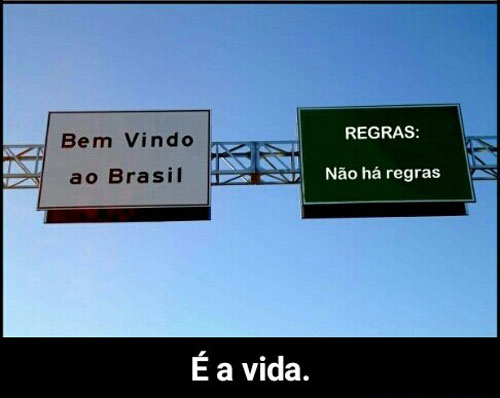 Bem Vindo
ao Brasil
REGRAS:
Não há regras
É a vida.